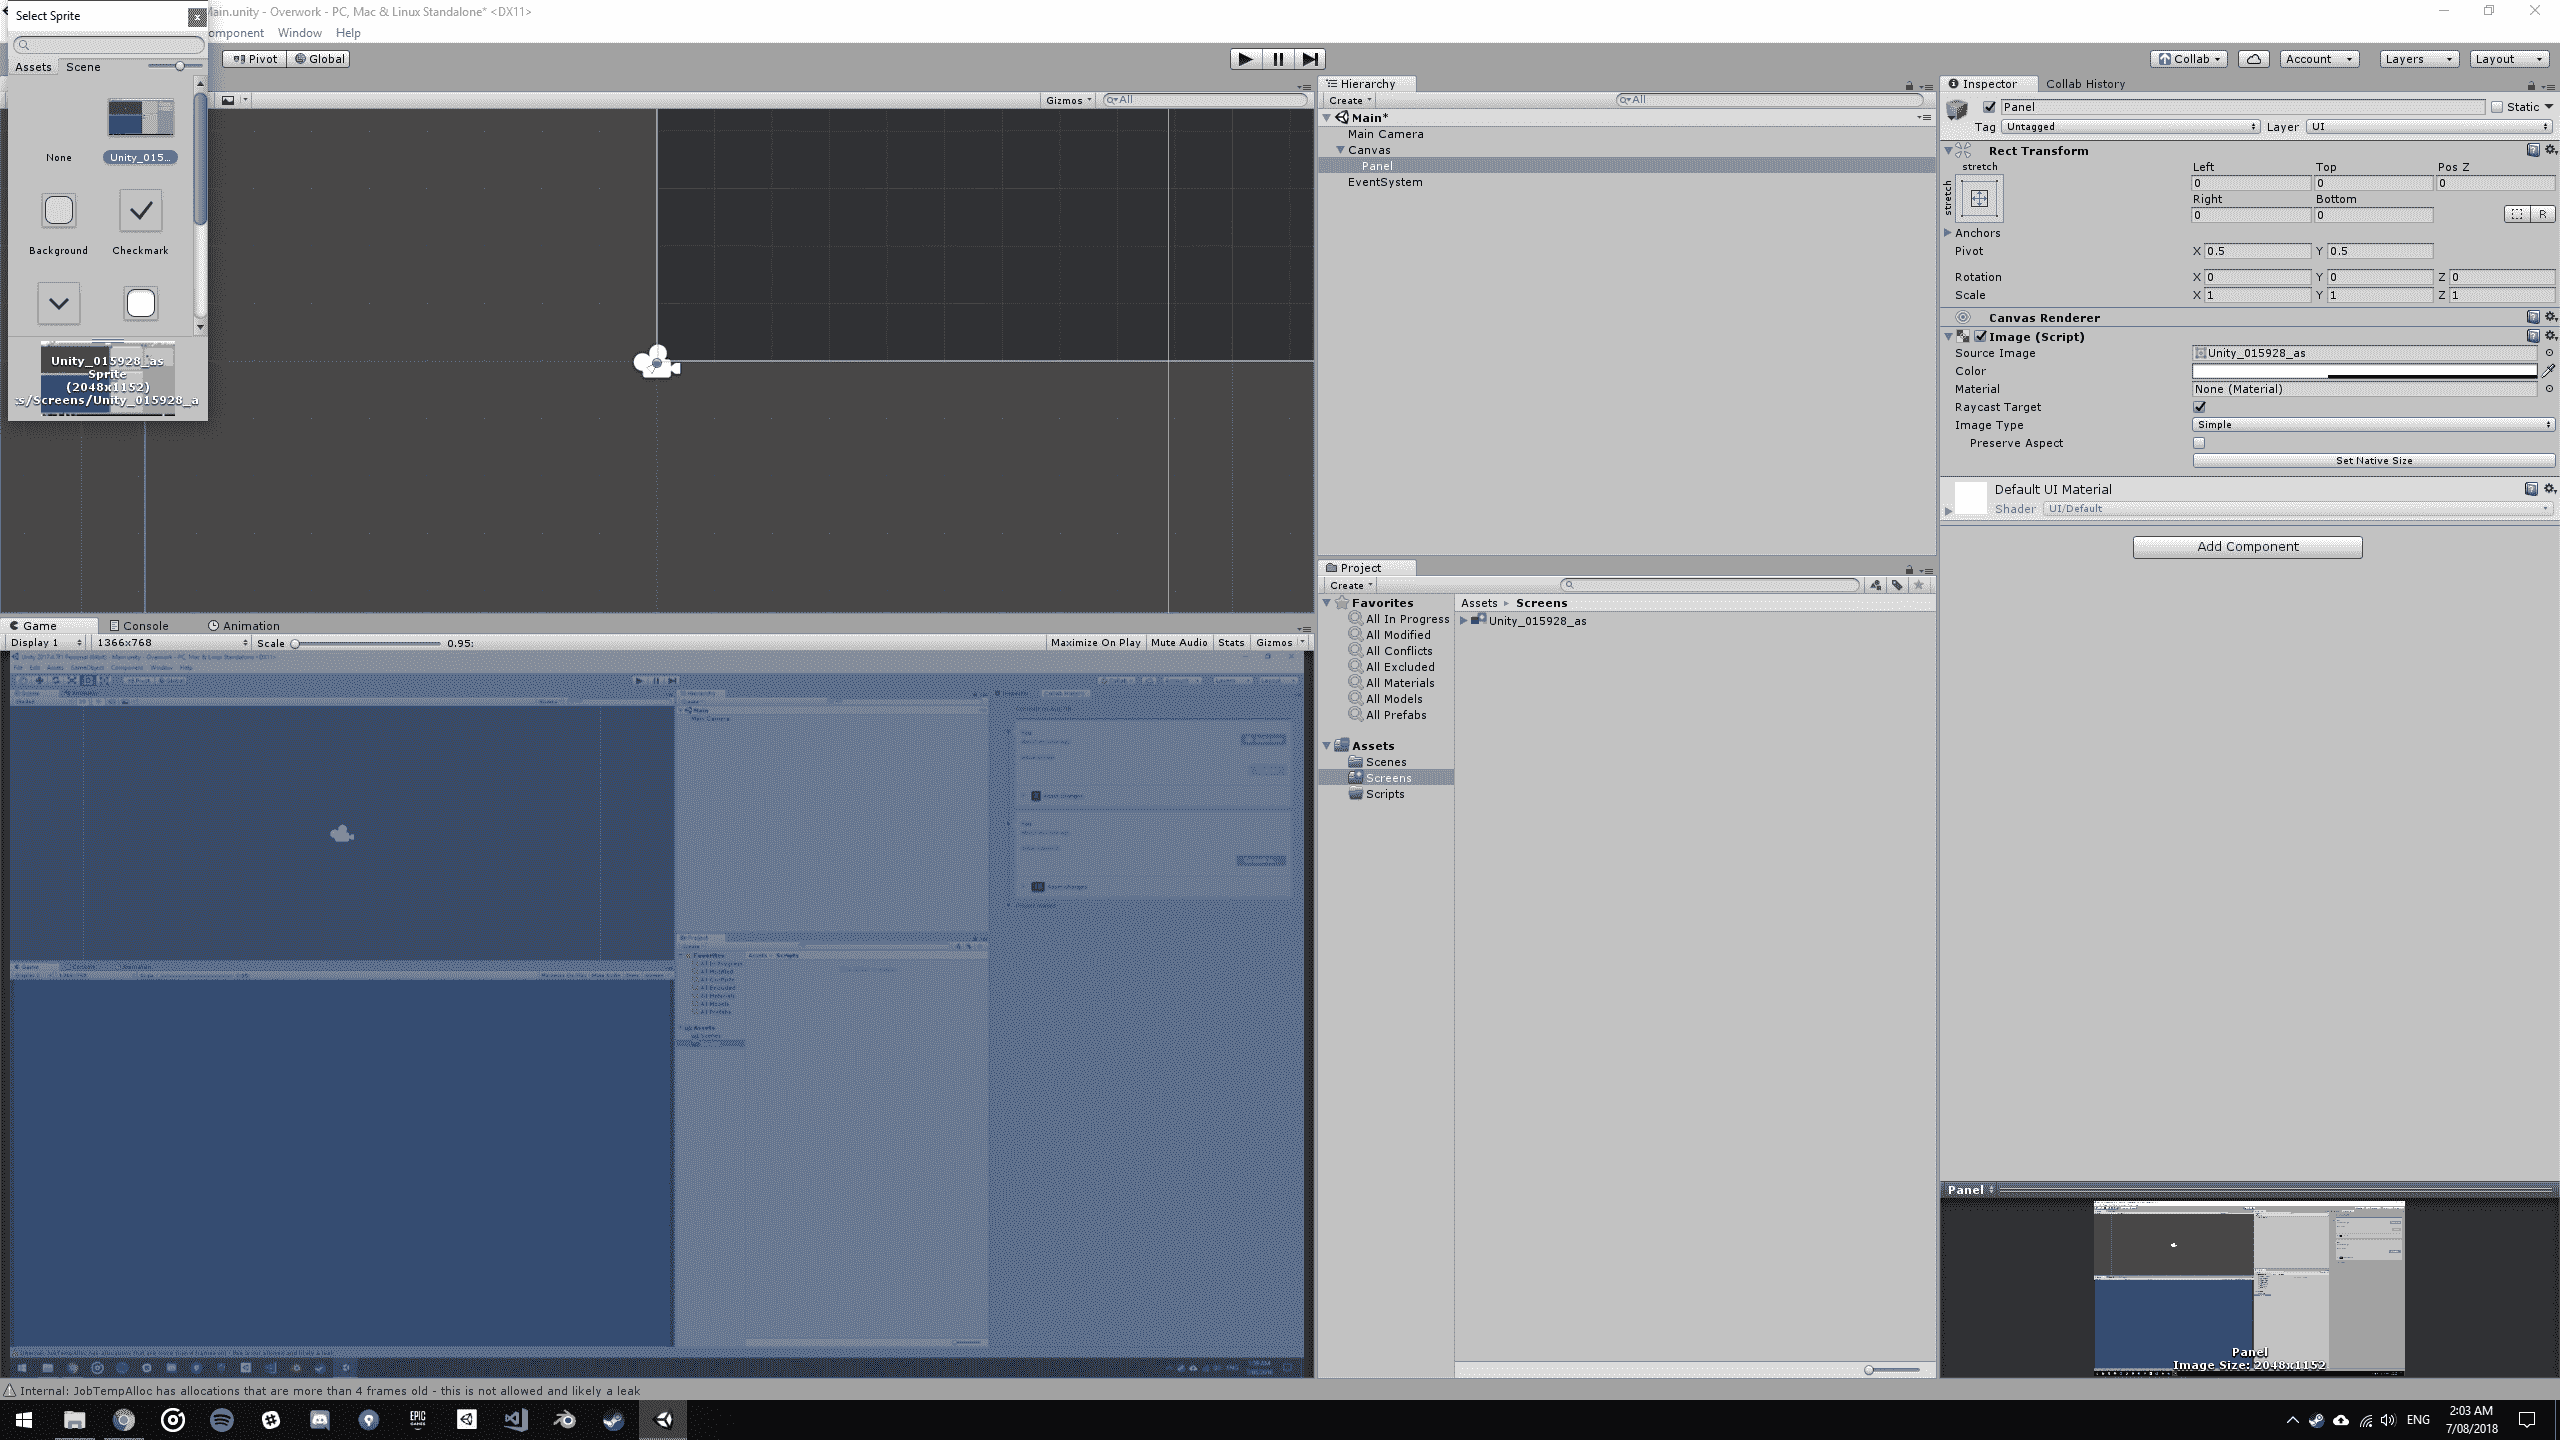 Select Sprite
Main.unity - Overwork - PC, Mac & Linux Standalone* <DX11>
omponent Window Help
Assets Scene
Pivot Global
Collab Account Layers Layout
None Unity_015...
Background Checkmark
Unity_015928_as
Sprite
(2048x1152)
s/Screens/Unity_015928_a
Gizmos All
Hierarchy
Create All
Main*
Main Camera
Canvas
Panel
EventSystem
Inspector Collab History
Panel Static
Tag Untagged Layer UI
Rect Transform
stretch Left Top Pos Z
stretch
0 0 0
Right Bottom
0 0
R
Anchors
Pivot X 0.5 Y 0.5
Rotation X 0 Y 0 Z 0
Scale X 1 Y 1 Z 1
Canvas Renderer
Image (Script)
Source Image Unity_015928_as
Color
Material None (Material)
Raycast Target
Image Type Simple
Preserve Aspect
Set Native Size
Default UI Material
Shader UI/Default
Add Component
Project
Create
Favorites
All In Progress
All Modified
All Conflicts
All Excluded
All Materials
All Models
All Prefabs
Assets
Scenes
Screens
Scripts
Assets Screens
Unity_015928_as
Game Console Animation
Display 1 1366x768 Scale 0.95: Maximize On Play Mute Audio Stats Gizmos
Panel
Panel
Image Size: 2048x1152
Internal: JobTempAlloc has allocations that are more than 4 frames old - this is not allowed and likely a leak
EPIC GAMES
ENG
2:03 AM
7/08/2018